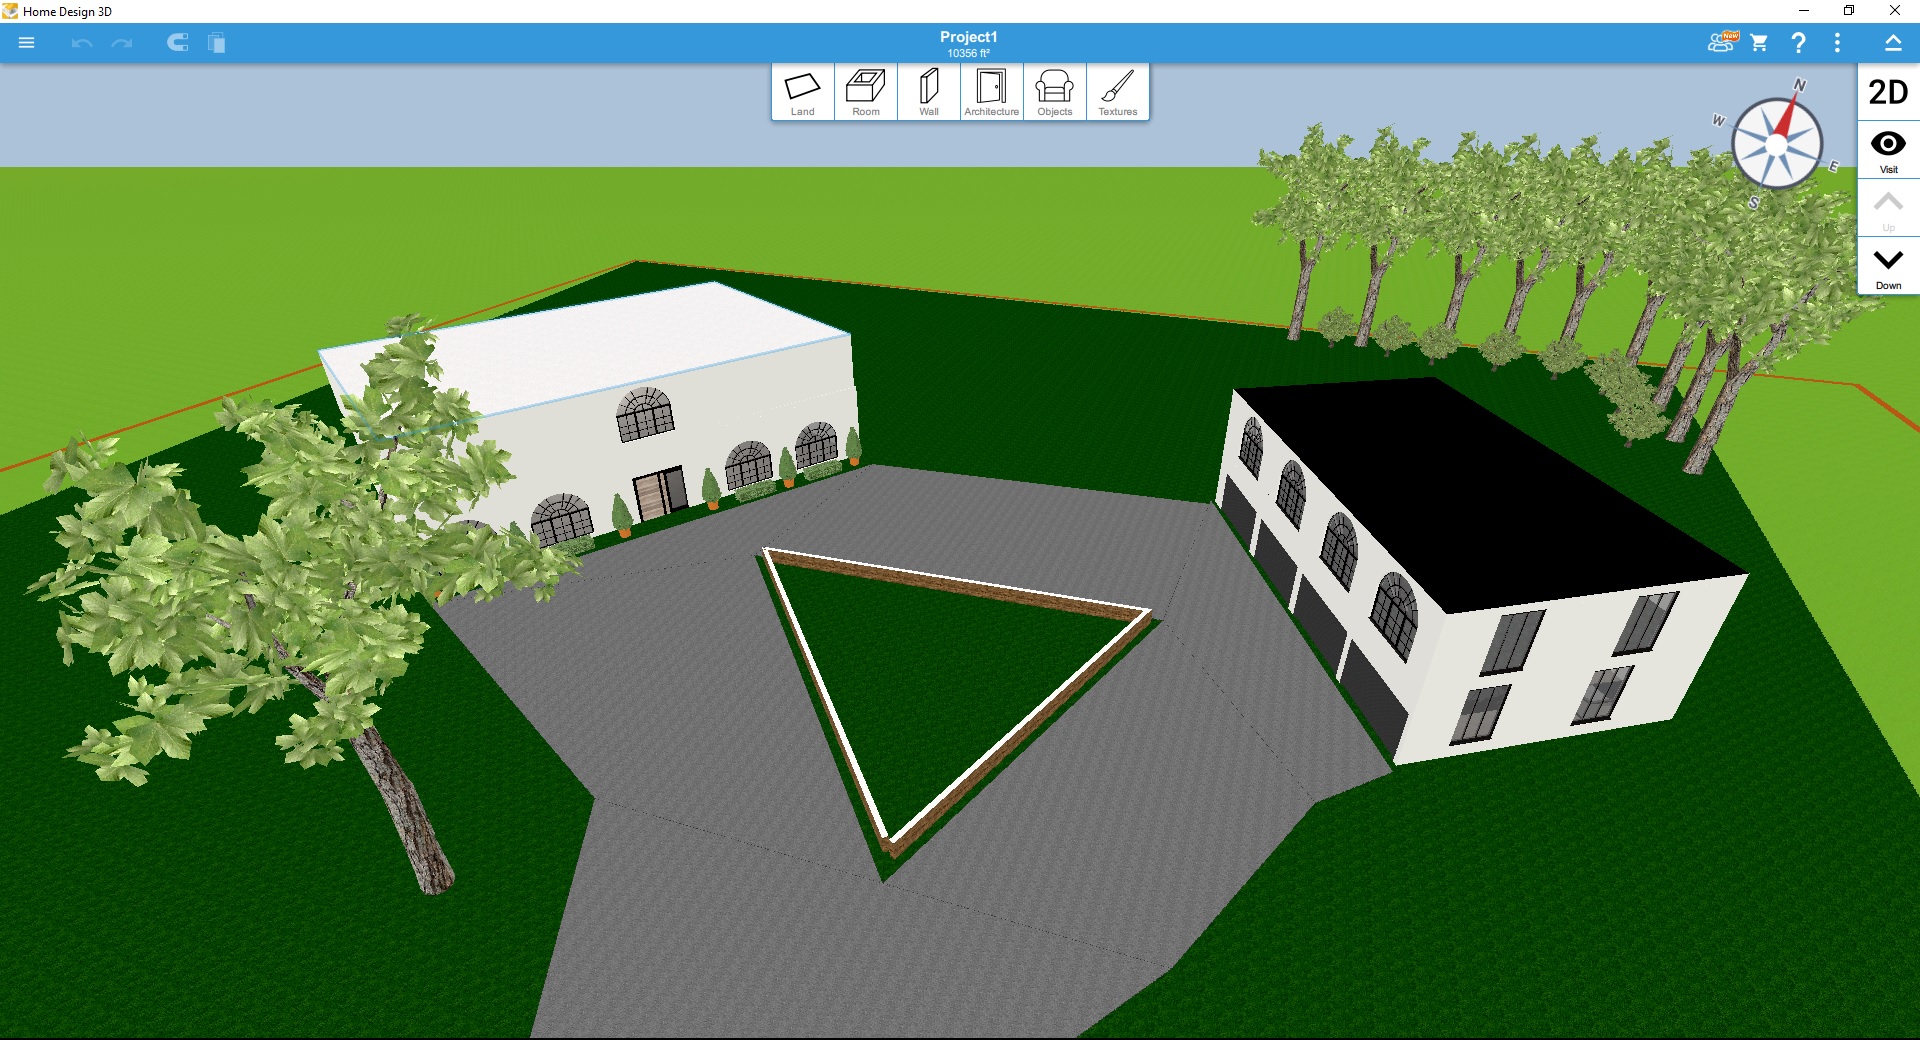 Home Design 3D
Project1
10356 ft²
New
Land
Room
Wall
Architecture
Objects
Textures
N
W
E
S
2D
Visit
Up
Down